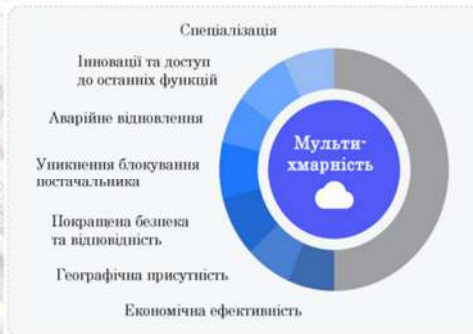 Спеціалізація
Інновації та доступ
до останніх функцій
Аварійне відновлення
Уникнення блокування
постачальника
Покращена безпека
та відповідність
Географічна присутність
Економічна ефективність
Мульти-
хмарність